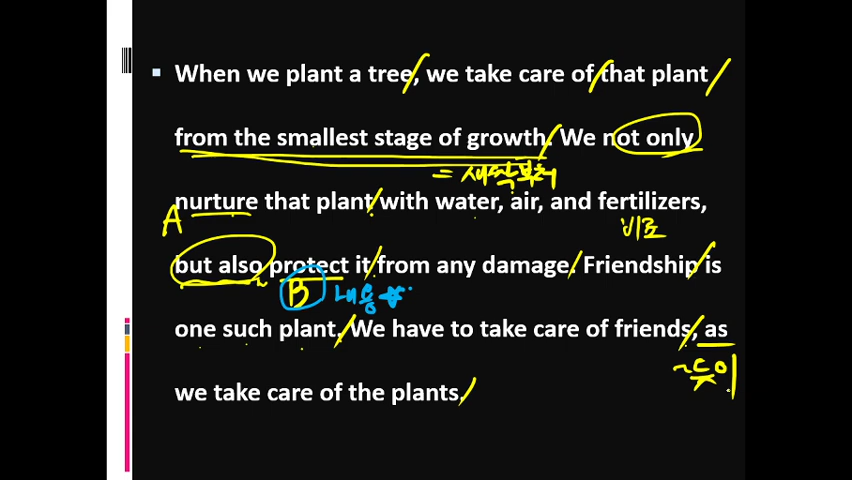 When we plant a tree, we take care of that plant
from the smallest stage of growth. We not only
= 새싹부터
nurture that plant with water, air, and fertilizers,
A
비료
but also protect it from any damage. Friendship is
~ B 내용
one such plant. We have to take care of friends, as
~듯이
we take care of the plants.